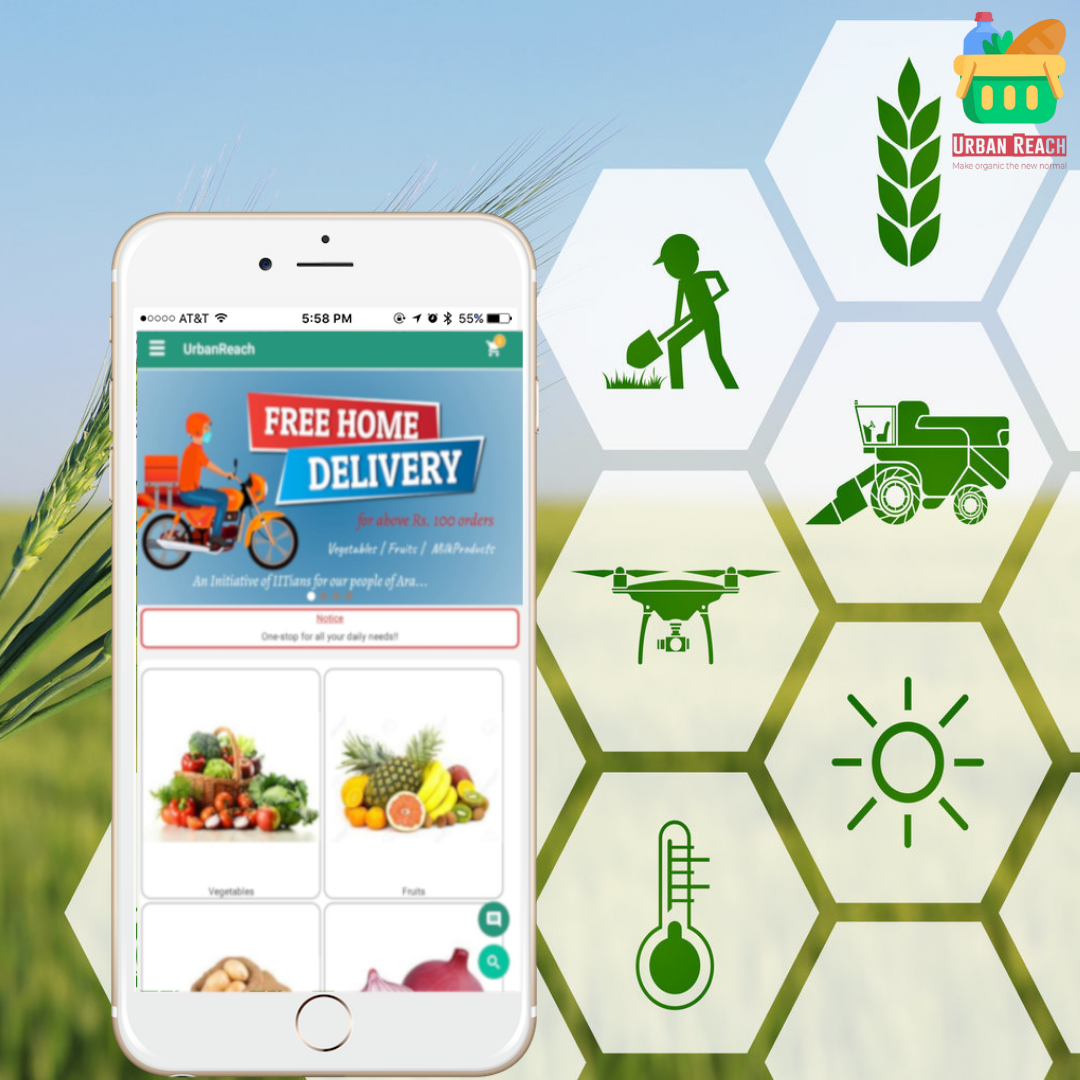 URBAN REACH
Make organic the new normal
AT&T 5:58 PM 55%
UrbanReach
FREE HOME
DELIVERY
for above Rs. 100 orders
Vegetables / Fruits / MilkProducts
An Initiative of IITians for our people of Ara...
Notice
One-stop for all your daily needs!!
Vegetables Fruits